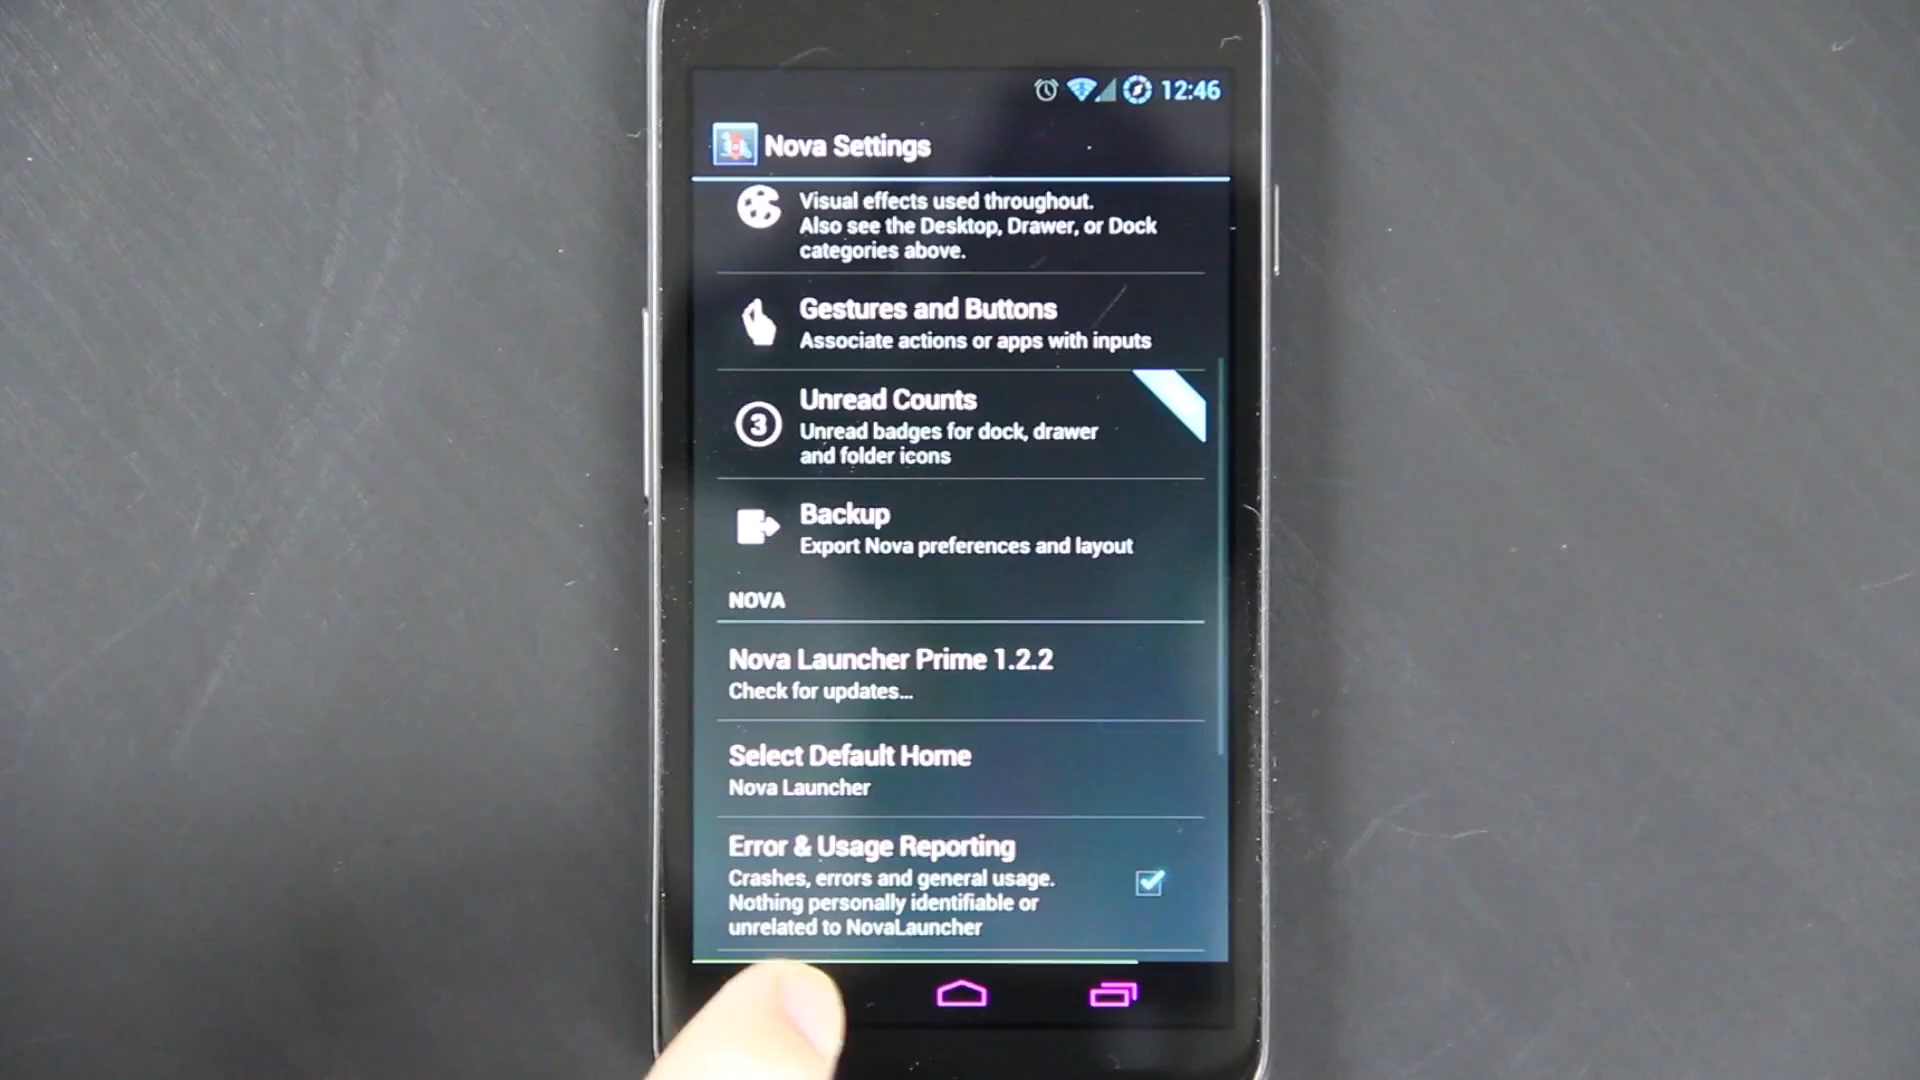 12:46
Nova Settings
Visual effects used throughout.
Also see the Desktop, Drawer, or Dock
categories above.
Gestures and Buttons
Associate actions or apps with inputs
Unread Counts
3
Unread badges for dock, drawer
and folder icons
Backup
Export Nova preferences and layout
NOVA
Nova Launcher Prime 1.2.2
Check for updates...
Select Default Home
Nova Launcher
Error & Usage Reporting
Crashes, errors and general usage.
Nothing personally identifiable or
unrelated to NovaLauncher